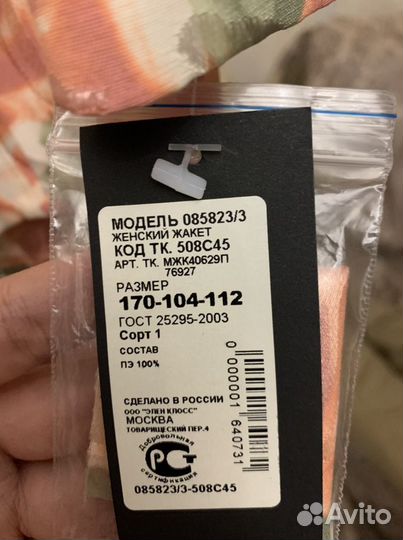 МОДЕЛЬ 085823/3
ЖЕНСКИЙ ЖАКЕТ
КОД ТК. 508С45
АРТ. ТК. МЖК40629П
76927
РАЗМЕР
170-104-112
ГОСТ 25295-2003
Сорт 1
СОСТАВ
ПЭ 100%
0 000001 640731
СДЕЛАНО В РОССИИ
ООО "ЭЛЕН КЛОСС"
МОСКВА
ТОВАРИЩЕСКИЙ ПЕР.4
Добровольная
РСТ
сертификация
085823/3-508С45
Avito